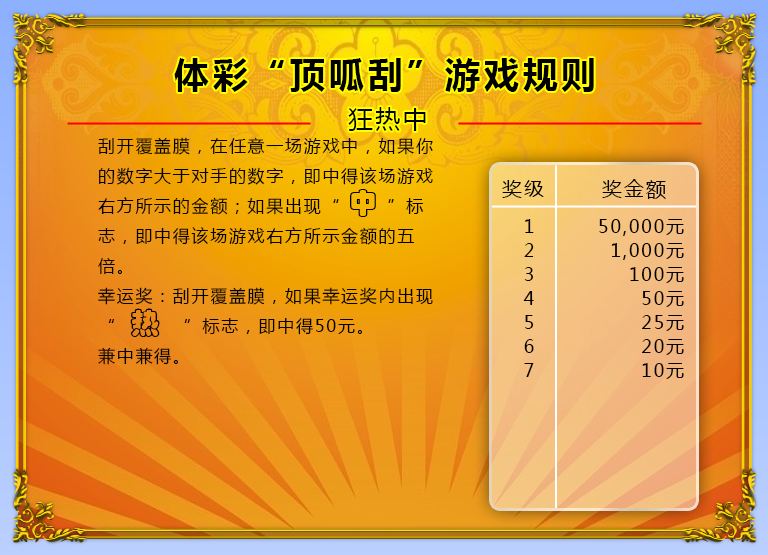 体彩“顶呱刮”游戏规则
狂热中
刮开覆盖膜，在任意一场游戏中，如果你
的数字大于对手的数字，即中得该场游戏
右方所示的金额；如果出现“ 中 ”标
志，即中得该场游戏右方所示金额的五
倍。
幸运奖：刮开覆盖膜，如果幸运奖内出现
“ 热 ”标志，即中得50元。
兼中兼得。
奖级 奖金额
1 50,000元
2 1,000元
3 100元
4 50元
5 25元
6 20元
7 10元